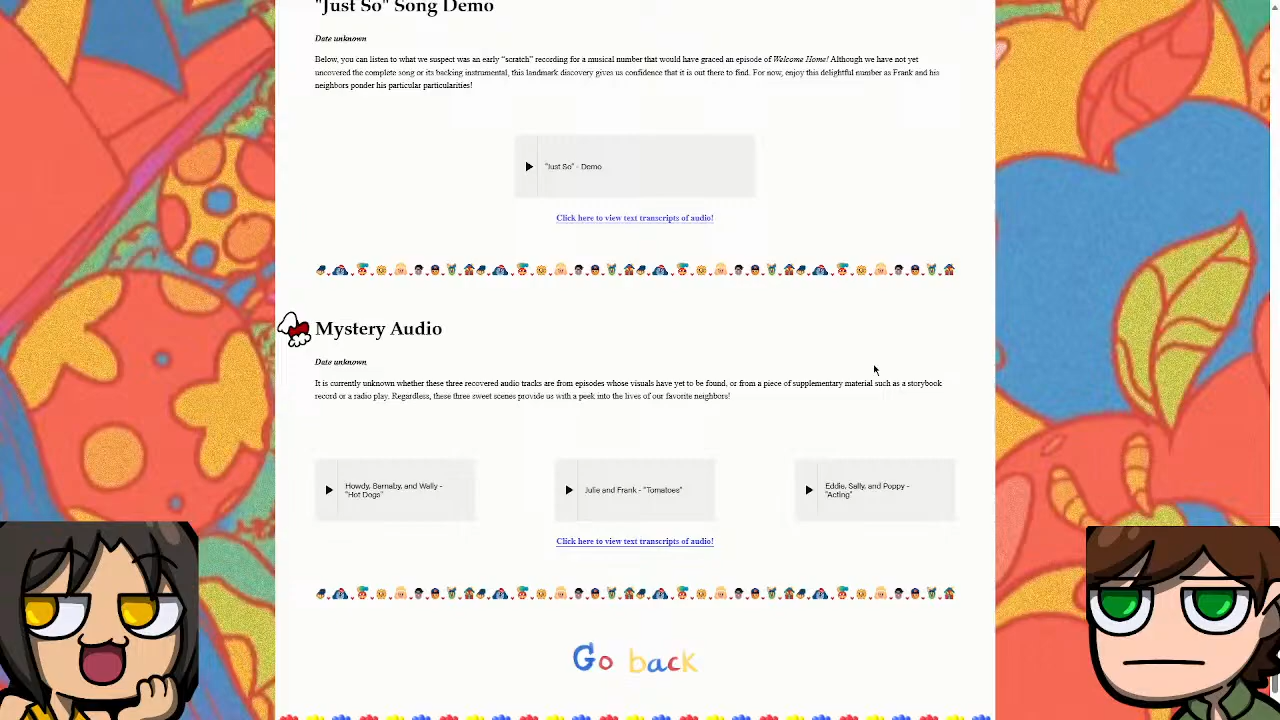 "Just So" Song Demo
Date unknown
Below, you can listen to what we suspect was an early “scratch” recording for a musical number that would have graced an episode of Welcome Home! Although we have not yet
uncovered the complete song or its backing instrumental, this landmark discovery gives us confidence that it is out there to find. For now, enjoy this delightful number as Frank and his
neighbors ponder his particular particularities!
"Just So" - Demo
Click here to view text transcripts of audio!
Mystery Audio
Date unknown
It is currently unknown whether these three recovered audio tracks are from episodes whose visuals have yet to be found, or from a piece of supplementary material such as a storybook
record or a radio play. Regardless, these three sweet scenes provide us with a peek into the lives of our favorite neighbors!
Howdy, Barnaby, and Wally -
"Hot Dogs"
Julie and Frank - "Tomatoes"
Eddie, Sally, and Poppy -
"Acting"
Click here to view text transcripts of audio!
Go back